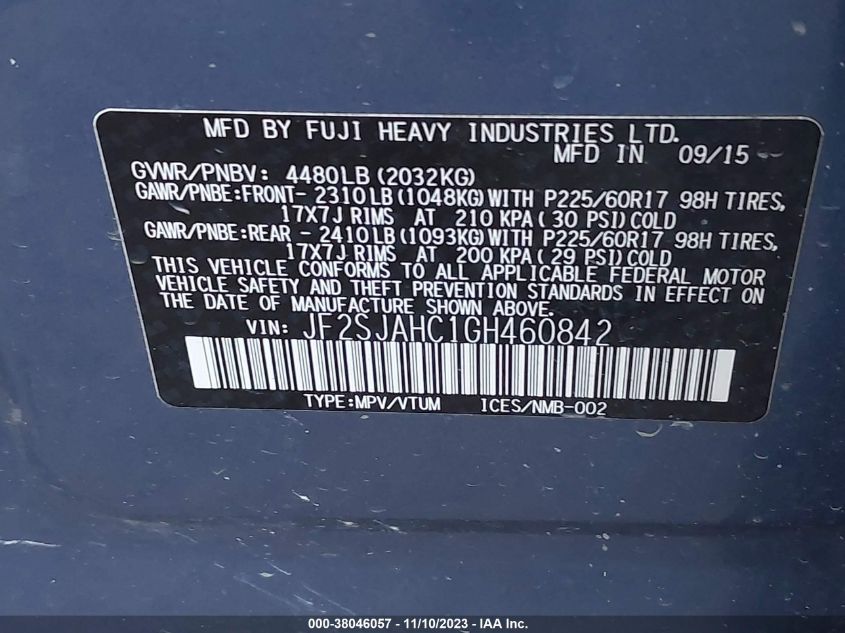 MFD BY FUJI HEAVY INDUSTRIES LTD.
MFD IN 09/15
GVWR/PNBV: 4480LB (2032KG)
GAWR/PNBE:FRONT- 2310LB (1048KG) WITH P225/60R17 98H TIRES,
17X7J RIMS AT 210 KPA ( 30 PSI) COLD
GAWR/PNBE:REAR - 2410LB (1093KG) WITH P225/60R17 98H TIRES,
17X7J RIMS AT 200 KPA ( 29 PSI) COLD
THIS VEHICLE CONFORMS TO ALL APPLICABLE FEDERAL MOTOR
VEHICLE SAFETY AND THEFT PREVENTION STANDARDS IN EFFECT ON
THE DATE OF MANUFACTURE SHOWN ABOVE.
VIN: JF2SJAHC1GH460842
TYPE:MPV/VTUM ICES/NMB-002
000-38046057 - 11/10/2023 - IAA Inc.